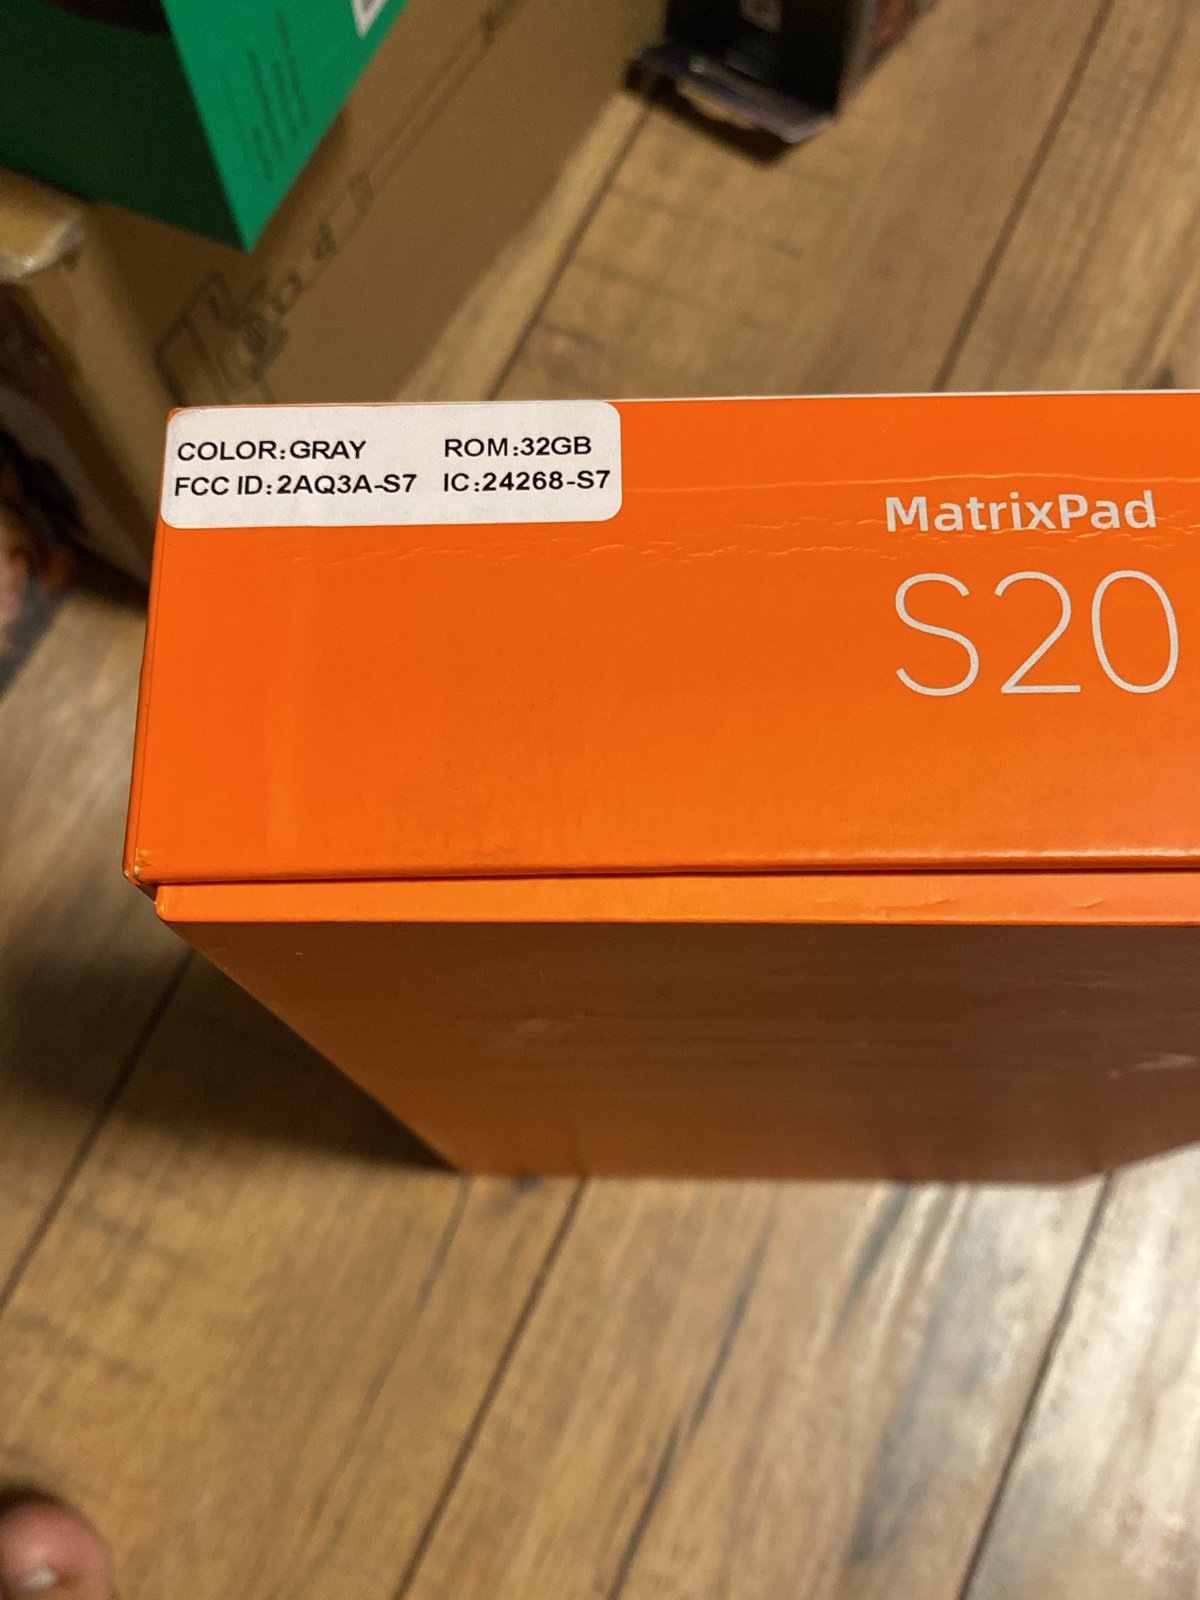 COLOR:GRAY ROM:32GB
FCC ID:2AQ3A-S7 IC:24268-S7
MatrixPad
S20